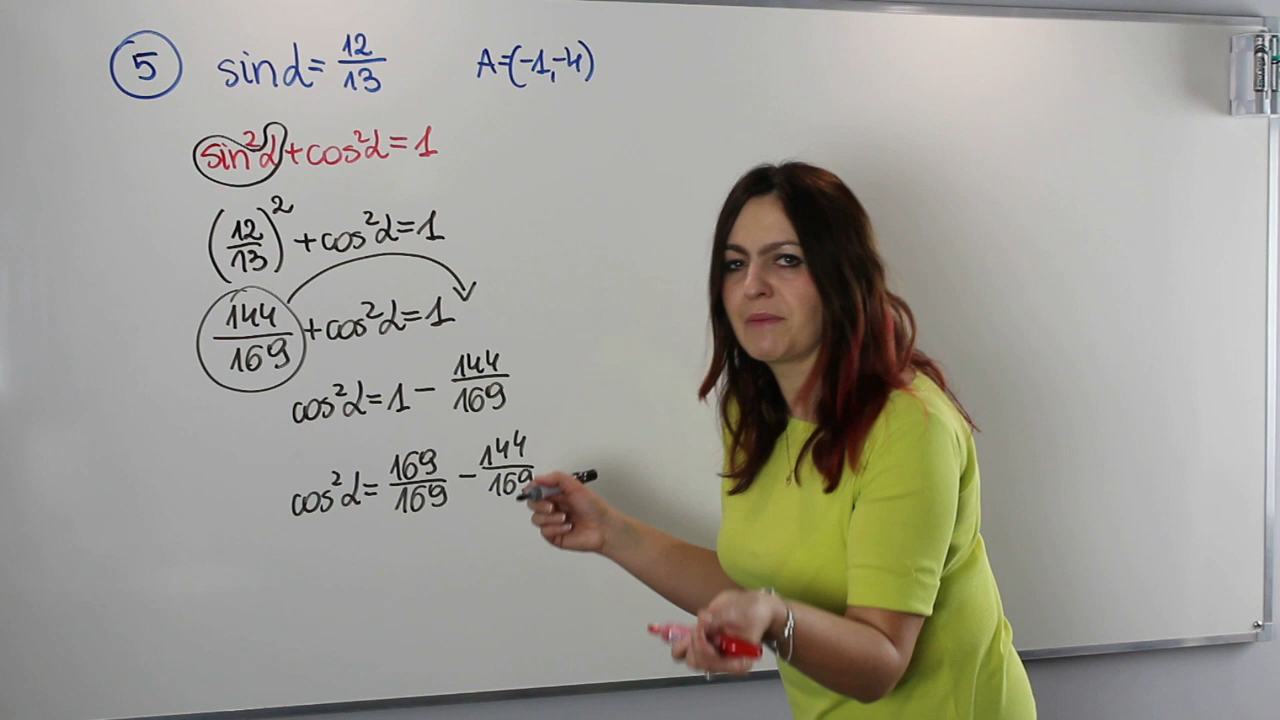 5 sinα = 12/13 A=(-1,-4)
sin²α + cos²α = 1
(12/13)² + cos²α = 1
144/169 + cos²α = 1
cos²α = 1 - 144/169
cos²α = 169/169 - 144/169